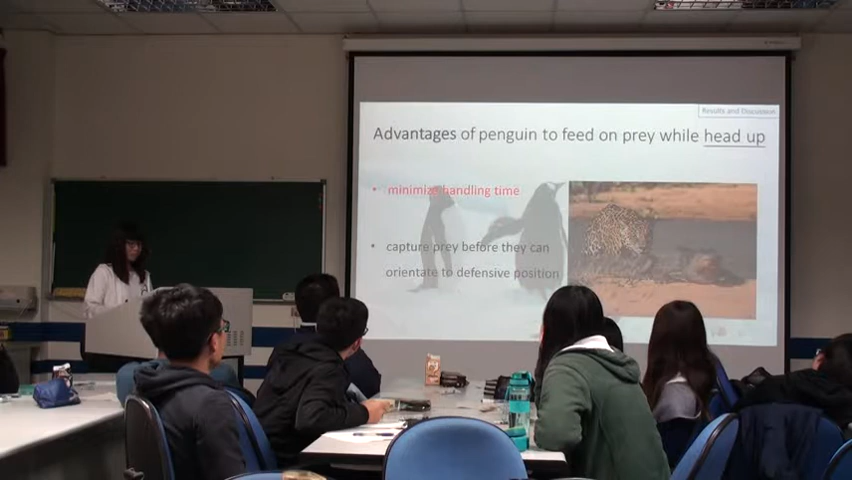 Results and Discussion
Advantages of penguin to feed on prey while head up
• minimize handling time
• capture prey before they can
orientate to defensive position